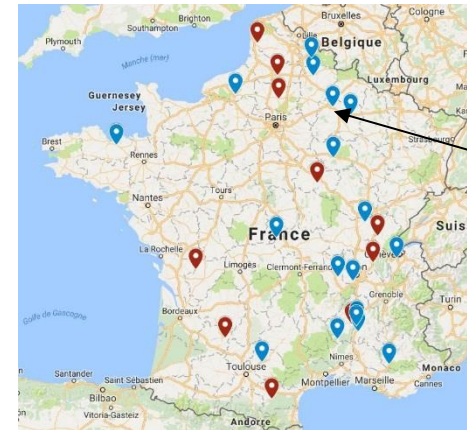 Brighton
Bruxelles
Cologne
Southampton
Lille
Plymouth
Belgique
Manche (mer)
Luxembourg
Guernesey
Jersey
Paris
Strasbourg
Brest
Rennes
Nantes
Tours
France
Suis
La Rochelle
Genève
Limoges
Clermont-Ferrand
Grenoble
Turin
Bordeaux
Golfe de Gascogne
Nîmes
Toulouse
Monaco
Santander
Saint Sébastien
Montpellier
Marseille
Cannes
Bilbao
Vitoria-Gasteiz
Andorre